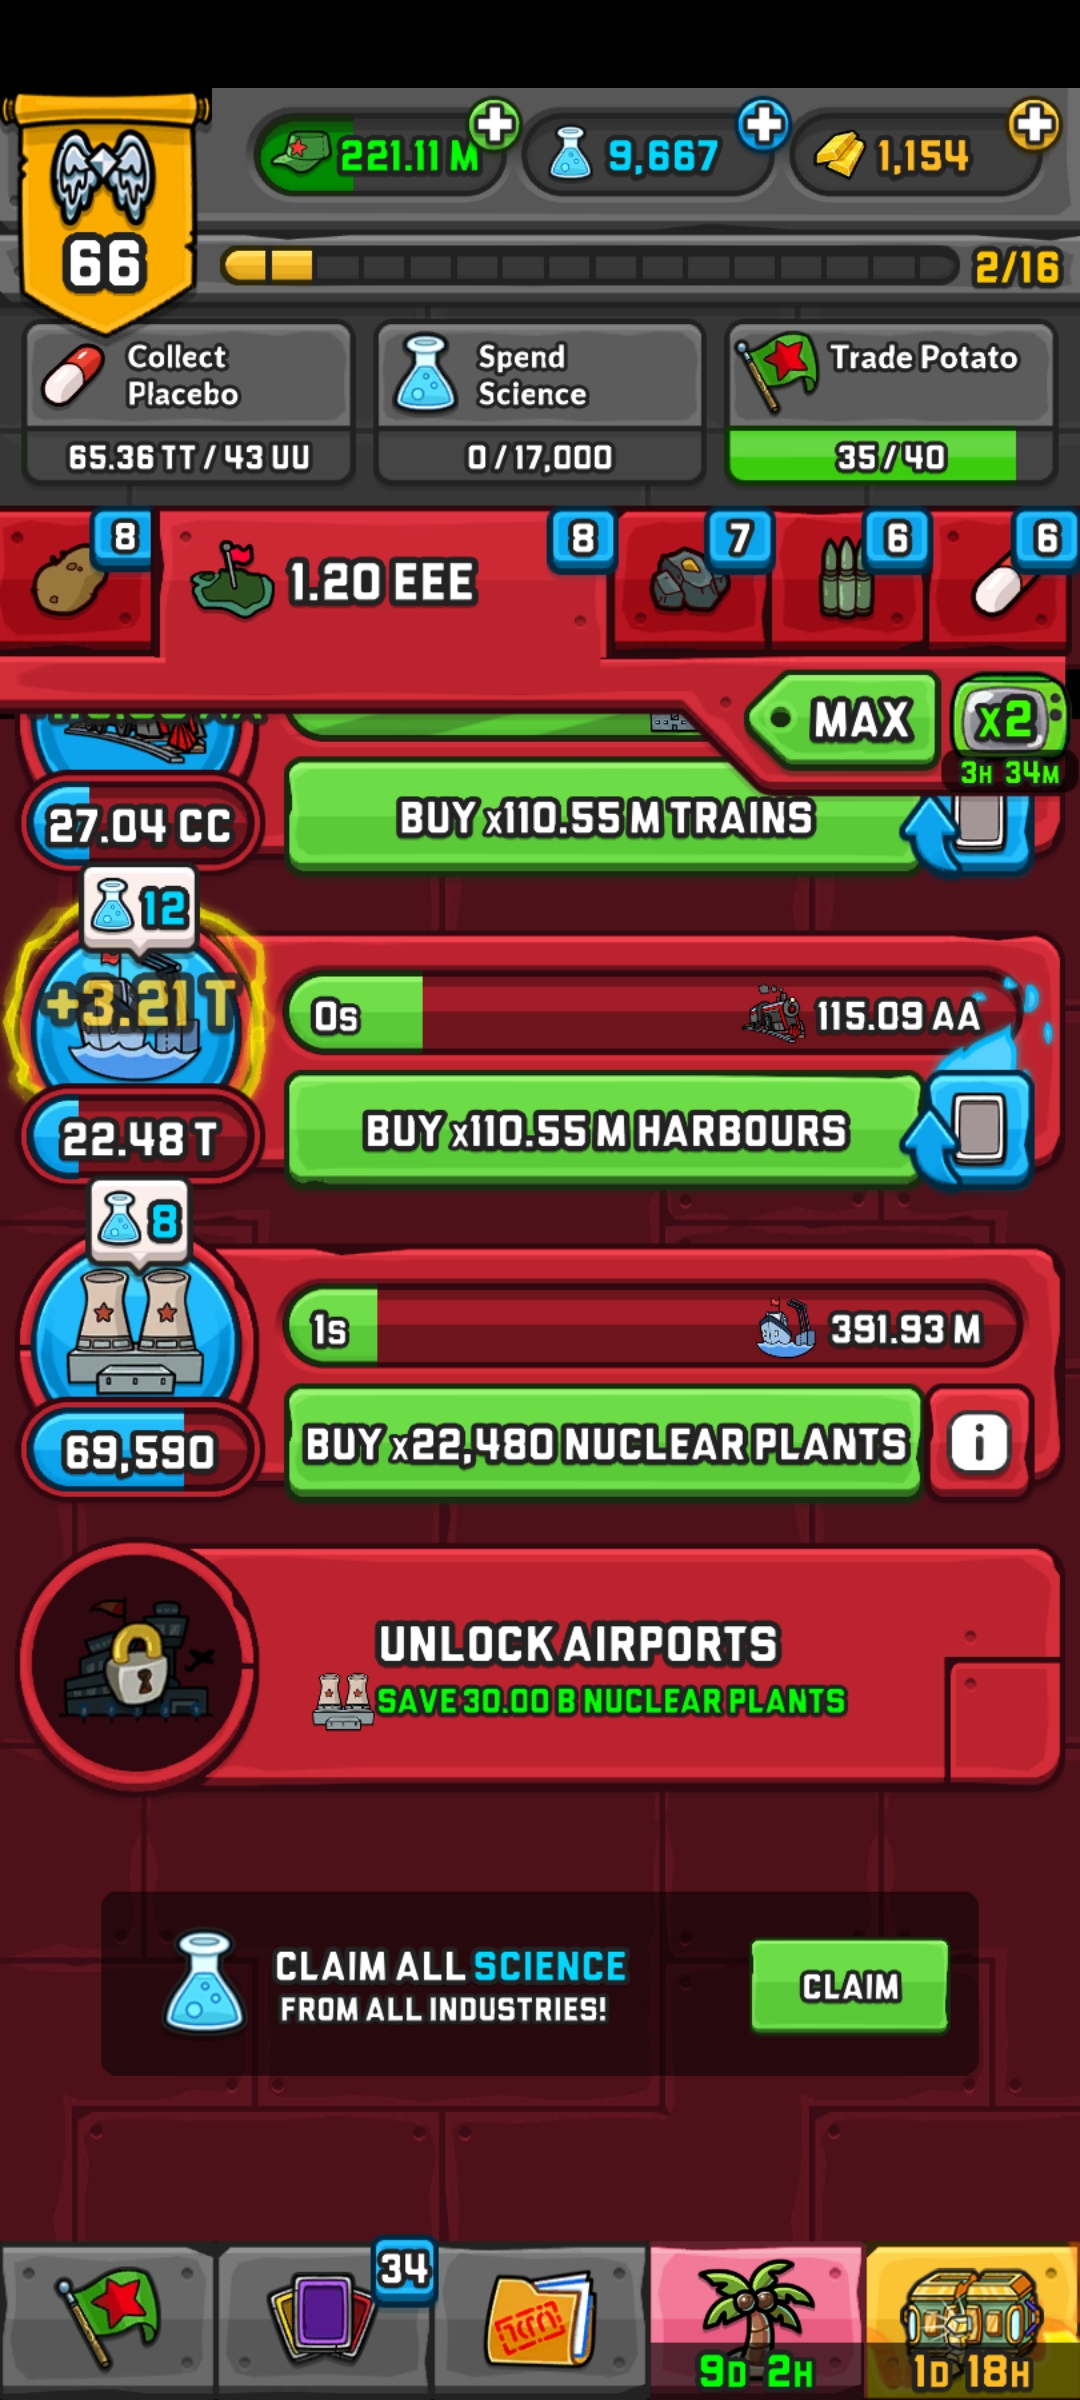 221.11 M
9,667
1,154
66
2/16
Collect
Placebo
65.36 TT / 43 UU
Spend
Science
0 / 17,000
Trade Potato
35 / 40
8
1.20 EEE
8
7
6
6
MAX
x2
3H 34M
27.04 CC
BUY x110.55 M TRAINS
12
+3.21 T
0s
115.09 AA
22.48 T
BUY x110.55 M HARBOURS
8
1s
391.93 M
69,590
BUY x22,480 NUCLEAR PLANTS
i
UNLOCK AIRPORTS
SAVE 30.00 B NUCLEAR PLANTS
CLAIM ALL SCIENCE
FROM ALL INDUSTRIES!
CLAIM
34
9D 2H
1D 18H